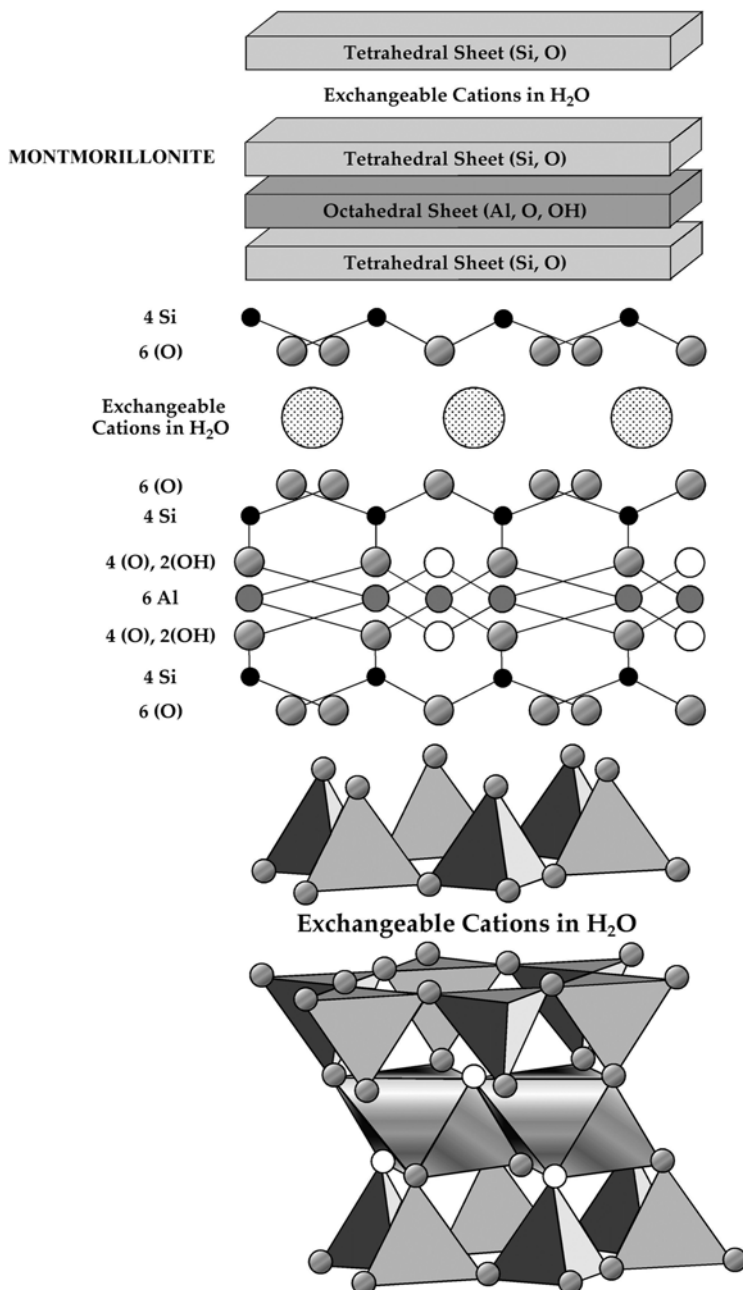 Tetrahedral Sheet (Si, O)
Exchangeable Cations in H₂O
MONTMORILLONITE
Tetrahedral Sheet (Si, O)
Octahedral Sheet (Al, O, OH)
Tetrahedral Sheet (Si, O)
4 Si
6 (O)
Exchangeable
Cations in H₂O
6 (O)
4 Si
4 (O), 2(OH)
6 Al
4 (O), 2(OH)
4 Si
6 (O)
Exchangeable Cations in H₂O